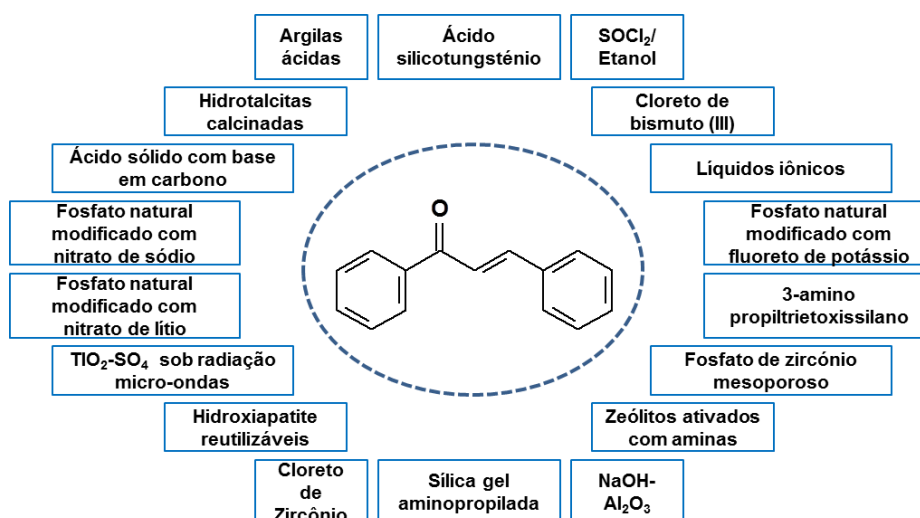 Argilas
ácidas
Ácido
silicotungsténio
SOCl₂/
Etanol
Hidrotalcitas
calcinadas
Cloreto de
bismuto (III)
Ácido sólido com base
em carbono
Líquidos iônicos
Fosfato natural
modificado com
nitrato de sódio
O
Fosfato natural
modificado com
fluoreto de potássio
Fosfato natural
modificado com
nitrato de lítio
3-amino
propiltrietoxissilano
TIO₂-SO₄ sob radiação
micro-ondas
Fosfato de zircónio
mesoporoso
Hidroxiapatite
reutilizáveis
Zeólitos ativados
com aminas
Cloreto
de
Zircônio
Sílica gel
aminopropilada
NaOH-
Al₂O₃